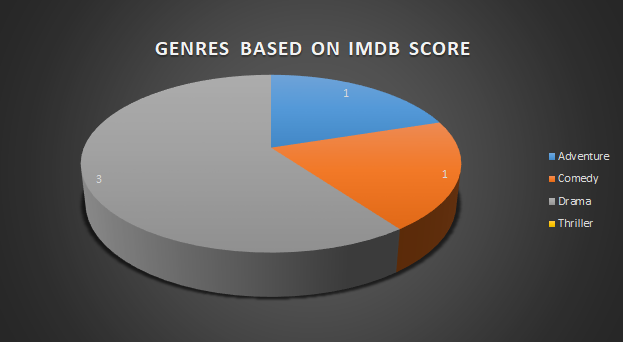 GENRES BASED ON IMDB SCORE
1
1
3
Adventure
Comedy
Drama
Thriller